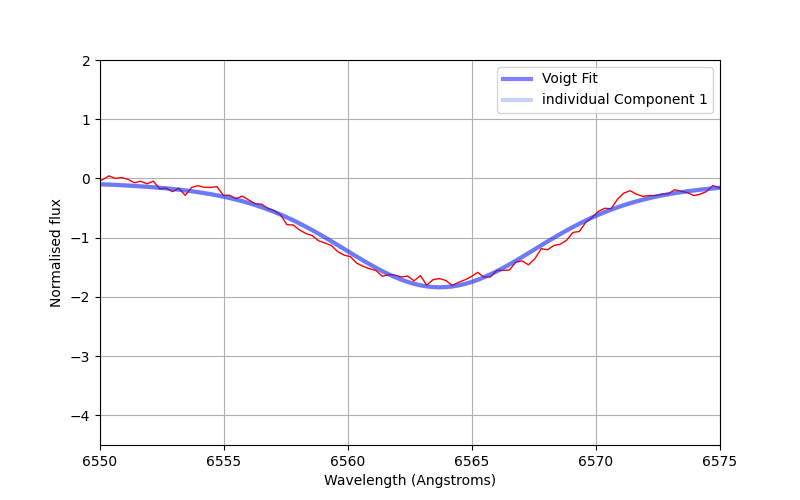 2
1
0
−1
−2
−3
−4
6550 6555 6560 6565 6570 6575
Normalised flux
Wavelength (Angstroms)
Voigt Fit
individual Component 1